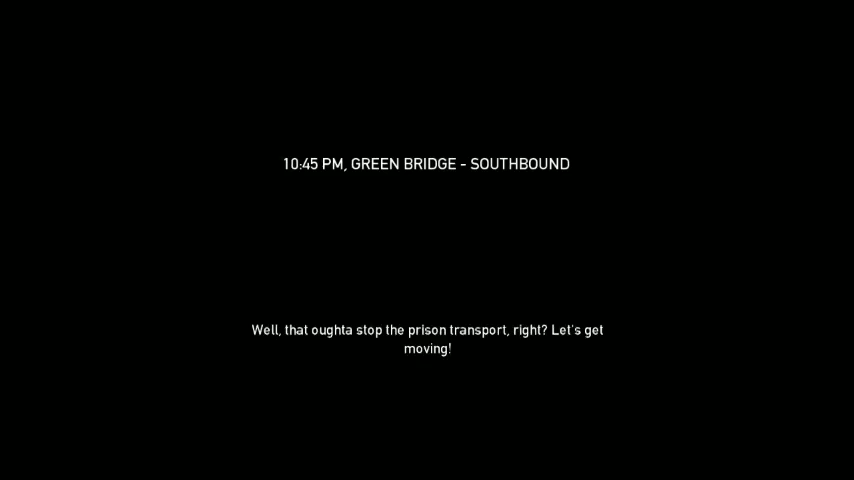 10:45 PM, GREEN BRIDGE - SOUTHBOUND
Well, that oughta stop the prison transport, right? Let's get
moving!